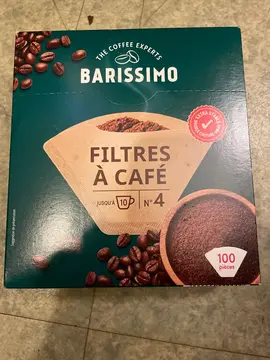 THE COFFEE EXPERTS
BARISSIMO
FILTRES
À CAFÉ
JUSQU'À 10
N° 4
100
pièces